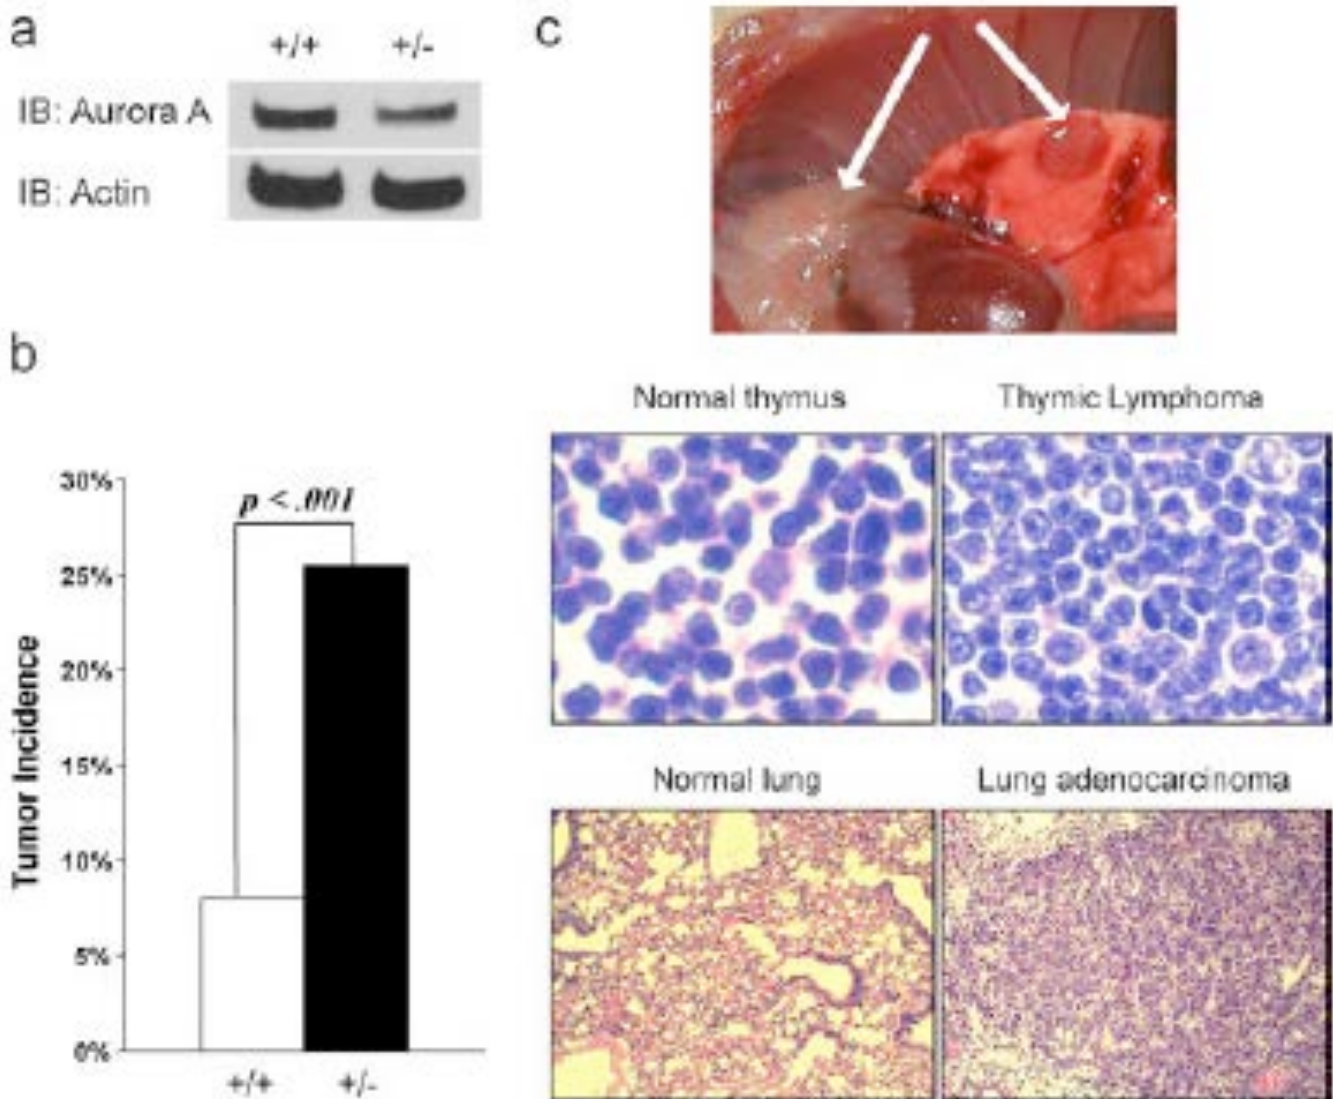 a
+/+ +/-
IB: Aurora A
IB: Actin
b
30%
p < .001
25%
20%
15%
10%
5%
0%
Tumor Incidence
+/+ +/-
c
Normal thymus Thymic Lymphoma
Normal lung Lung adenocarcinoma